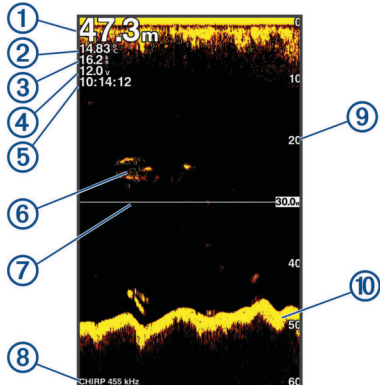 ① 47.3m 0
② 14.83 °c
③ 16.2 k
④ 12.0 v
10
⑤ 10:14:12
20 ⑨
⑥
30.0m
⑦
40
⑩
50
⑧ CHIRP 455 kHz 60